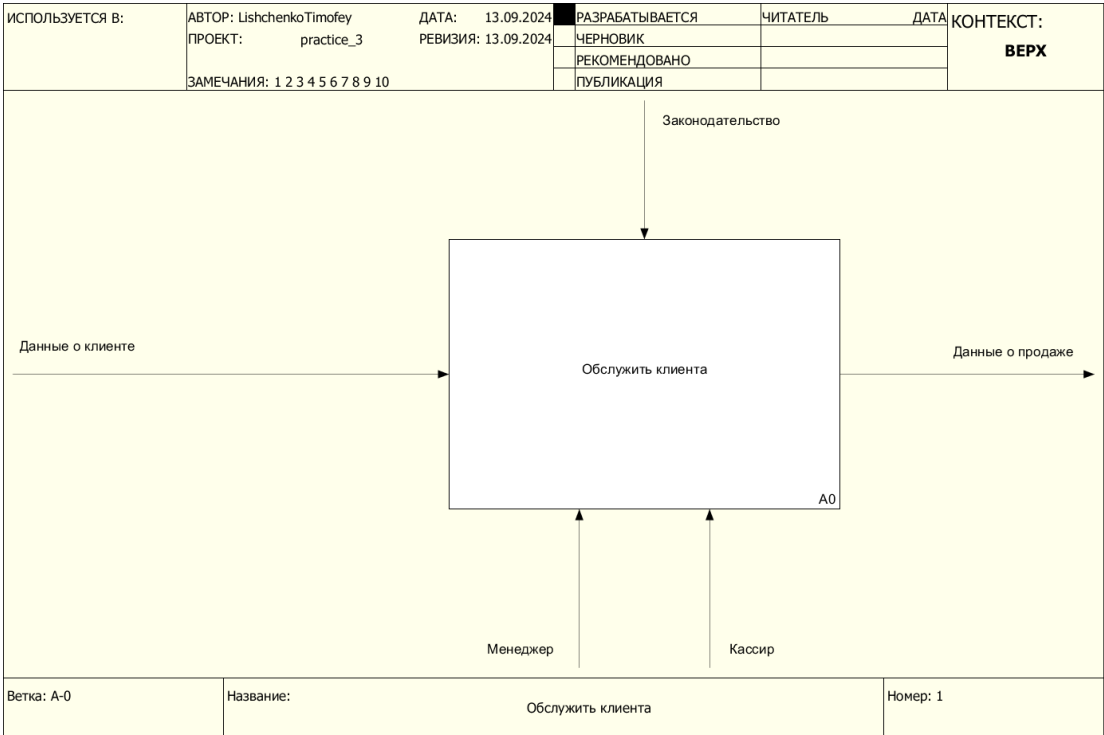 ИСПОЛЬЗУЕТСЯ В:
АВТОР: LishchenkoTimofey
ДАТА: 13.09.2024
ПРОЕКТ: practice_3
РЕВИЗИЯ: 13.09.2024
ЗАМЕЧАНИЯ: 1 2 3 4 5 6 7 8 9 10
РАЗРАБАТЫВАЕТСЯ
ЧЕРНОВИК
РЕКОМЕНДОВАНО
ПУБЛИКАЦИЯ
ЧИТАТЕЛЬ ДАТА
КОНТЕКСТ:
ВЕРХ
Законодательство
Данные о клиенте
Обслужить клиента
A0
Данные о продаже
Менеджер
Кассир
Ветка: A-0
Название:
Обслужить клиента
Номер: 1